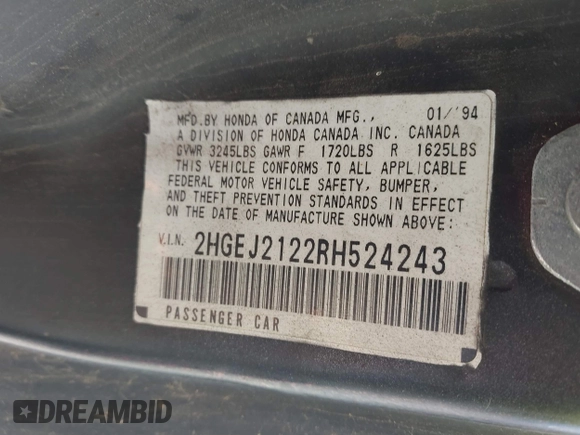 MFD.BY HONDA OF CANADA MFG., 01/'94
A DIVISION OF HONDA CANADA INC. CANADA
GVWR 3245LBS GAWR F 1720LBS R 1625LBS
THIS VEHICLE CONFORMS TO ALL APPLICABLE
FEDERAL MOTOR VEHICLE SAFETY, BUMPER,
AND THEFT PREVENTION STANDARDS IN EFFECT
ON THE DATE OF MANUFACTURE SHOWN ABOVE:
V.I.N. 2HGEJ2122RH524243
PASSENGER CAR
DREAMBID